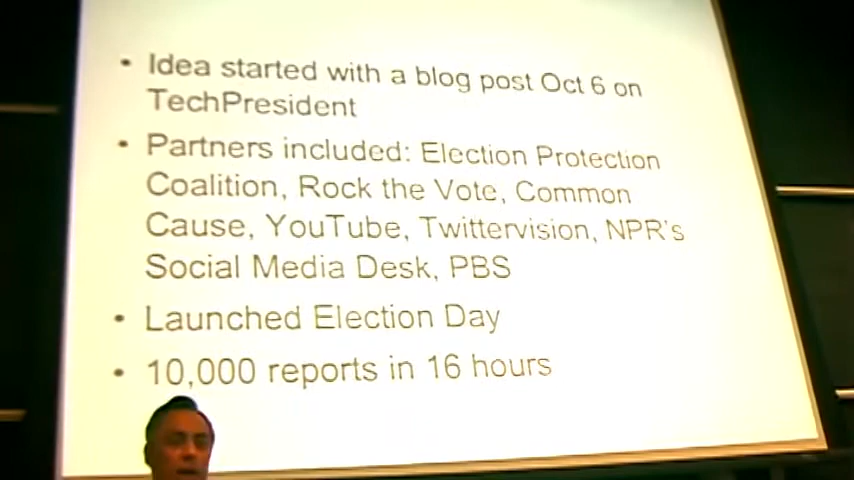 • Idea started with a blog post Oct 6 on
TechPresident
• Partners included: Election Protection
Coalition, Rock the Vote, Common
Cause, YouTube, Twittervision, NPR's
Social Media Desk, PBS
• Launched Election Day
• 10,000 reports in 16 hours